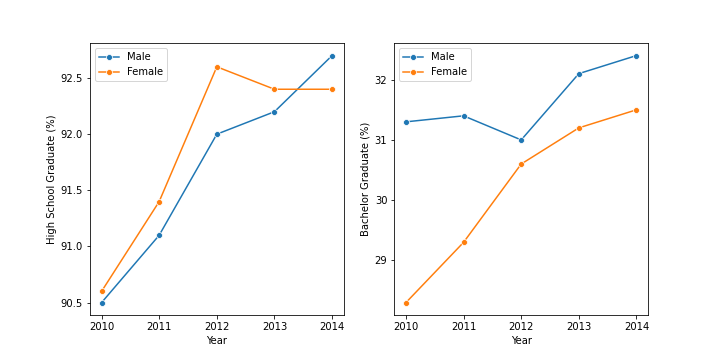 High School Graduate (%)
92.5
92.0
91.5
91.0
90.5
Male
Female
2010 2011 2012 2013 2014
Year
Bachelor Graduate (%)
32
31
30
29
Male
Female
2010 2011 2012 2013 2014
Year